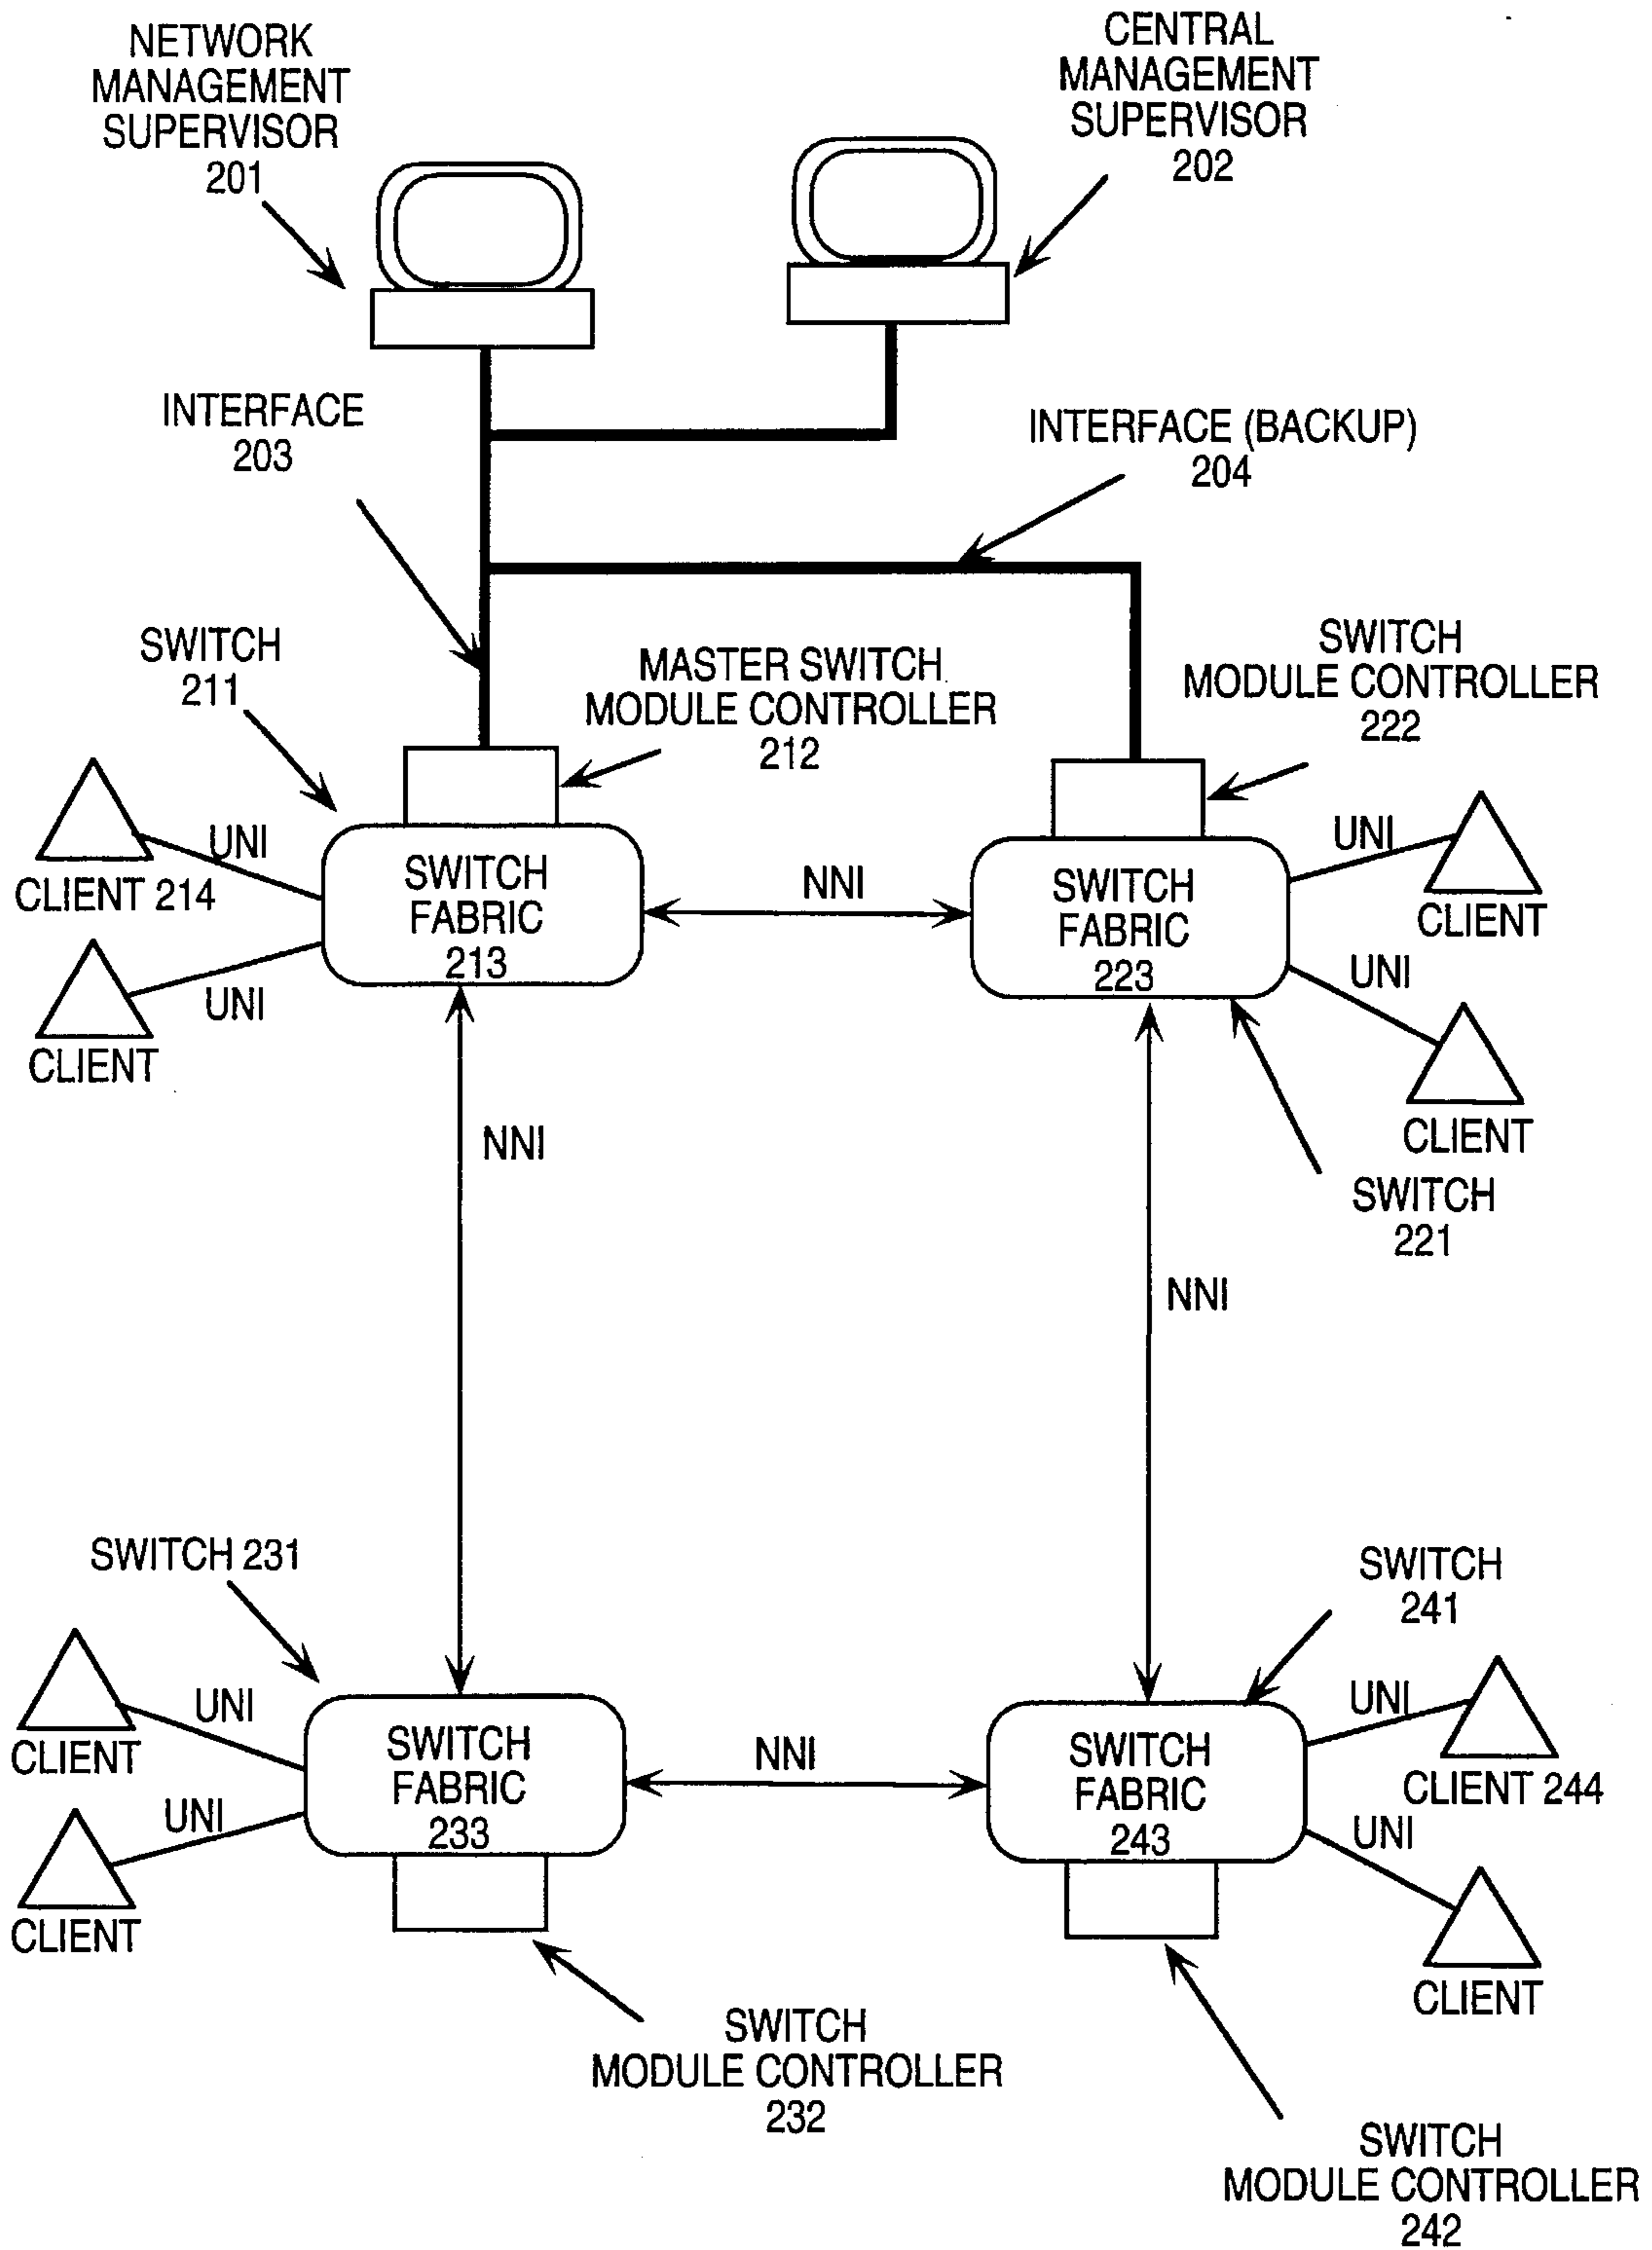 NETWORK
MANAGEMENT
SUPERVISOR
201
CENTRAL
MANAGEMENT
SUPERVISOR
202
INTERFACE
203
INTERFACE (BACKUP)
204
SWITCH
211
MASTER SWITCH
MODULE CONTROLLER
212
SWITCH
MODULE CONTROLLER
222
UNI
CLIENT 214
UNI
CLIENT
SWITCH
FABRIC
213
NNI
SWITCH
FABRIC
223
UNI
CLIENT
UNI
CLIENT
SWITCH
221
NNI
NNI
SWITCH 231
SWITCH
241
UNI
CLIENT
UNI
CLIENT
SWITCH
FABRIC
233
NNI
SWITCH
FABRIC
243
UNI
CLIENT 244
UNI
CLIENT
SWITCH
MODULE CONTROLLER
232
SWITCH
MODULE CONTROLLER
242